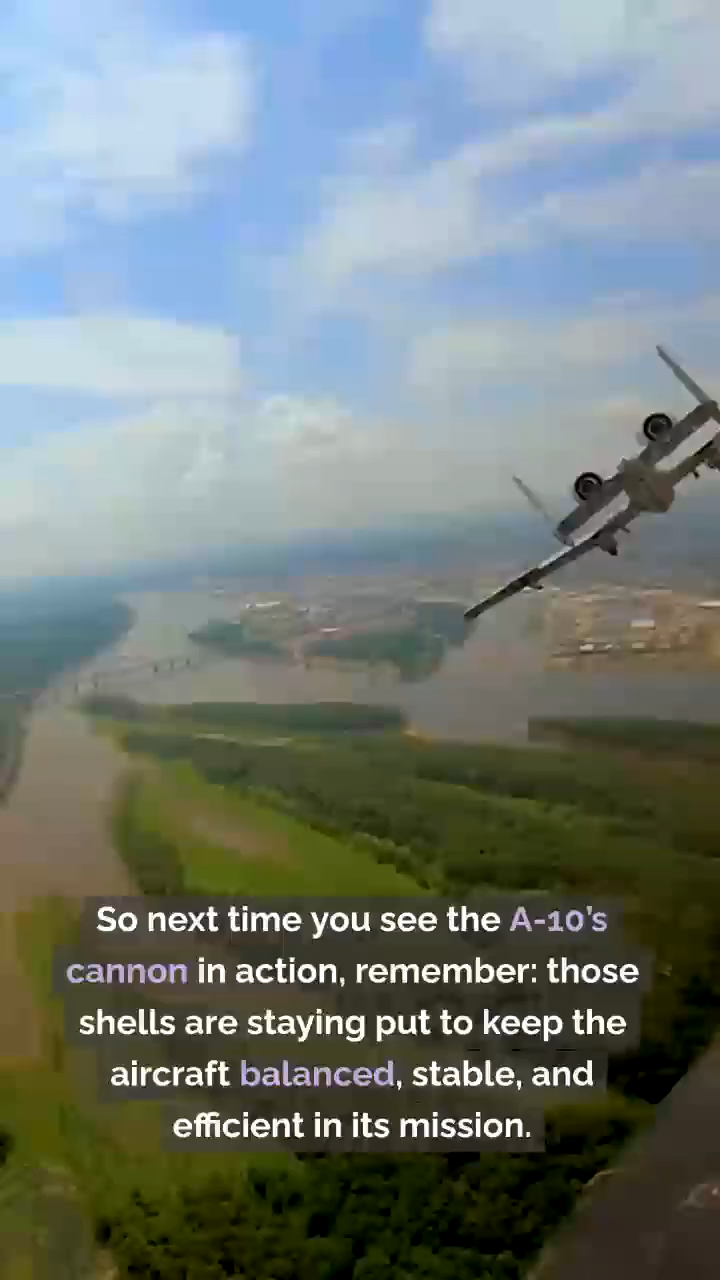 So next time you see the A-10’s
cannon in action, remember: those
shells are staying put to keep the
aircraft balanced, stable, and
efficient in its mission.